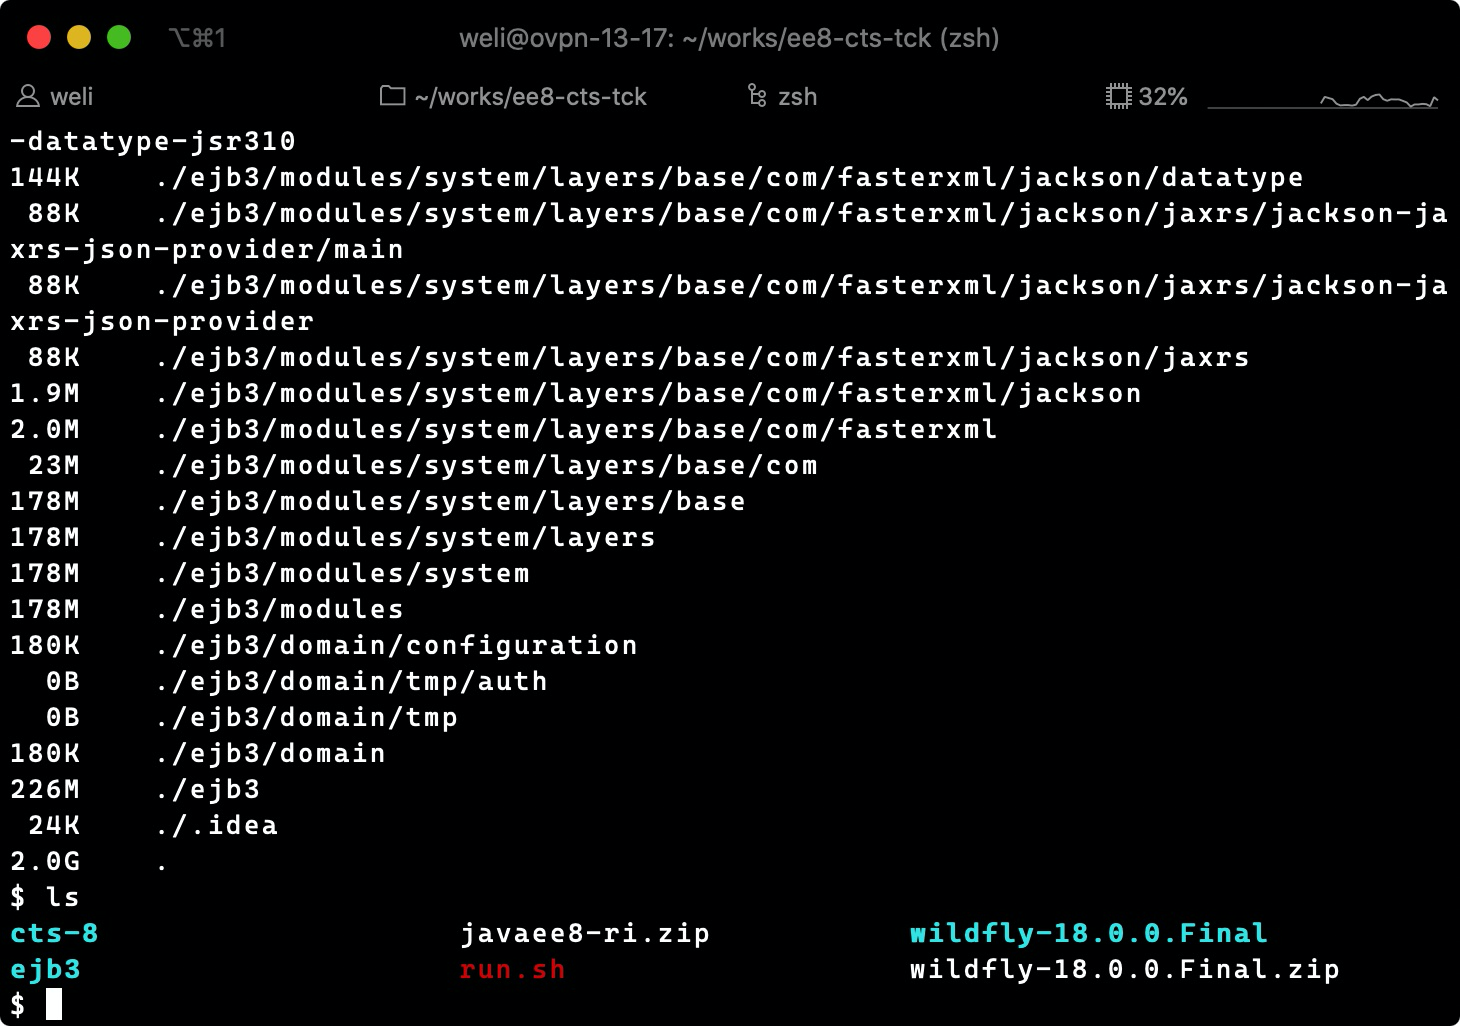 ⌥⌘1 weli@ovpn-13-17: ~/works/ee8-cts-tck (zsh)
weli ~/works/ee8-cts-tck zsh 32%
-datatype-jsr310
144K    ./ejb3/modules/system/layers/base/com/fasterxml/jackson/datatype
 88K    ./ejb3/modules/system/layers/base/com/fasterxml/jackson/jaxrs/jackson-ja
xrs-json-provider/main
 88K    ./ejb3/modules/system/layers/base/com/fasterxml/jackson/jaxrs/jackson-ja
xrs-json-provider
 88K    ./ejb3/modules/system/layers/base/com/fasterxml/jackson/jaxrs
1.9M    ./ejb3/modules/system/layers/base/com/fasterxml/jackson
2.0M    ./ejb3/modules/system/layers/base/com/fasterxml
 23M    ./ejb3/modules/system/layers/base/com
178M    ./ejb3/modules/system/layers/base
178M    ./ejb3/modules/system/layers
178M    ./ejb3/modules/system
178M    ./ejb3/modules
180K    ./ejb3/domain/configuration
  0B    ./ejb3/domain/tmp/auth
  0B    ./ejb3/domain/tmp
180K    ./ejb3/domain
226M    ./ejb3
 24K    ./.idea
2.0G    .
$ ls
cts-8                    javaee8-ri.zip           wildfly-18.0.0.Final
ejb3                     run.sh                   wildfly-18.0.0.Final.zip
$